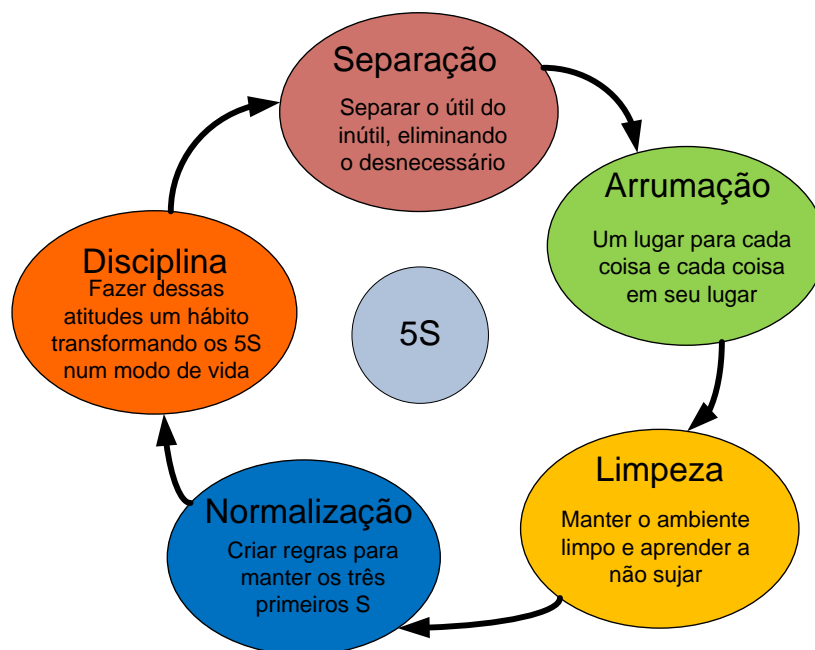 Separação
Separar o útil do
inútil, eliminando
o desnecessário
Arrumação
Um lugar para cada
coisa e cada coisa
em seu lugar
Limpeza
Manter o ambiente
limpo e aprender a
não sujar
Normalização
Criar regras para
manter os três
primeiros S
Disciplina
Fazer dessas
atitudes um hábito
transformando os 5S
num modo de vida
5S